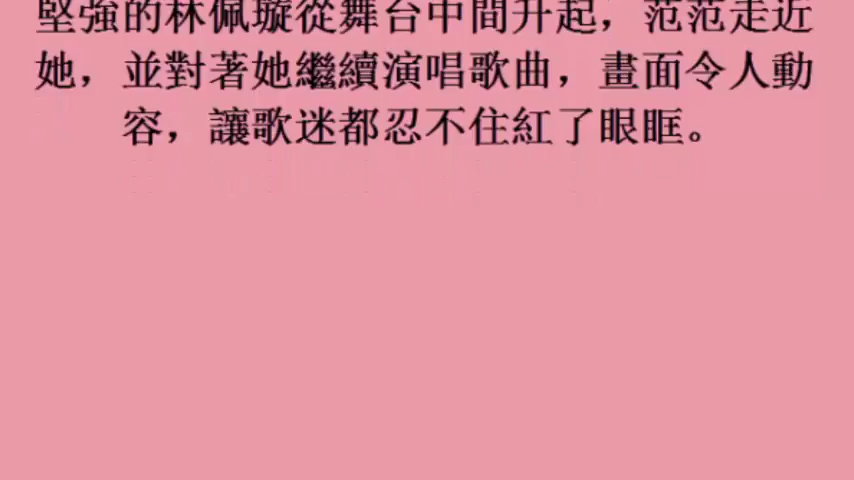 堅強的林佩璇從舞台中間升起，范范走近
她，並對著她繼續演唱歌曲，畫面令人動
容，讓歌迷都忍不住紅了眼眶。